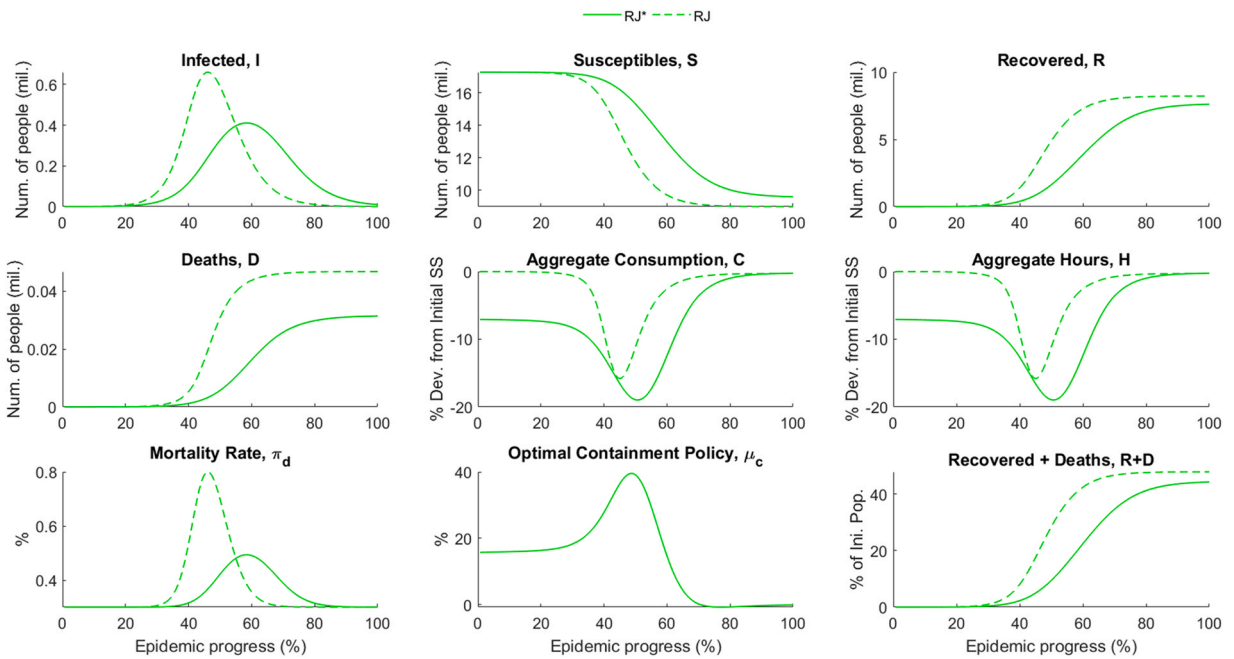 RJ* RJ
Infected, I
Num. of people (mil.)
0.6
0.4
0.2
0
0 20 40 60 80 100
Susceptibles, S
Num. of people (mil.)
16
14
12
10
0 20 40 60 80 100
Recovered, R
Num. of people (mil.)
10
5
0
0 20 40 60 80 100
Deaths, D
Num. of people (mil.)
0.04
0.02
0
0 20 40 60 80 100
Aggregate Consumption, C
% Dev. from Initial SS
0
-10
-20
0 20 40 60 80 100
Aggregate Hours, H
% Dev. from Initial SS
0
-10
-20
0 20 40 60 80 100
Mortality Rate, π_d
%
0.8
0.6
0.4
0 20 40 60 80 100
Epidemic progress (%)
Optimal Containment Policy, μ_c
%
40
20
0
0 20 40 60 80 100
Epidemic progress (%)
Recovered + Deaths, R+D
% of Ini. Pop.
40
20
0
0 20 40 60 80 100
Epidemic progress (%)